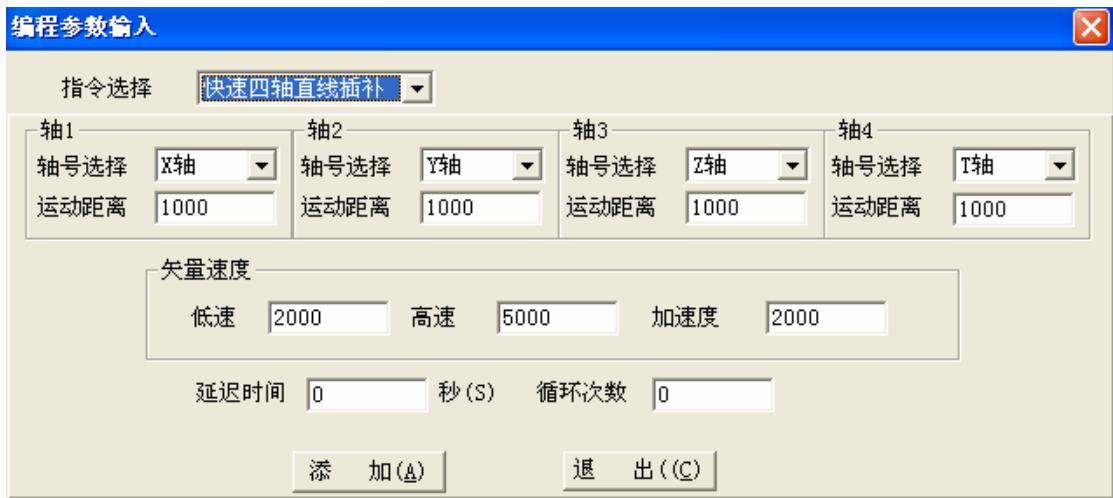 编程参数输入
指令选择 快速四轴直线插补
轴1 轴2 轴3 轴4
轴号选择 X轴 轴号选择 Y轴 轴号选择 Z轴 轴号选择 T轴
运动距离 1000 运动距离 1000 运动距离 1000 运动距离 1000
矢量速度
低速 2000 高速 5000 加速度 2000
延迟时间 0 秒(S) 循环次数 0
添 加(A) 退 出((C)